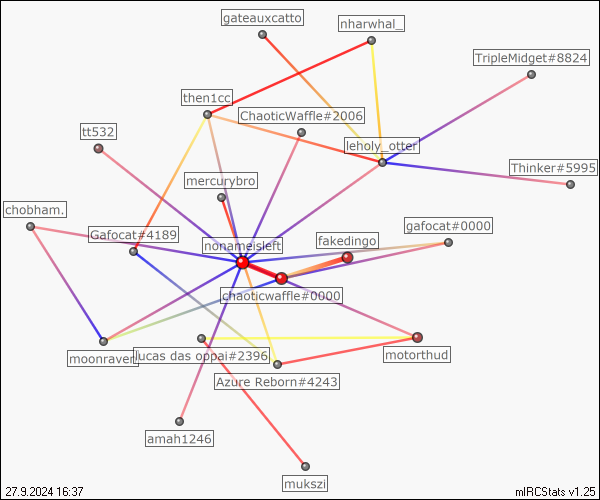 gateauxcatto
nharwhal_
TripleMidget#8824
then1cc
ChaoticWaffle#2006
tt532
leholy_otter
Thinker#5995
mercurybro
chobham.
Gafocat#4189
gafocat#0000
nonameisleft
fakedingo
chaoticwaffle#0000
moonraven
lucas das oppai#2396
motorthud
Azure Reborn#4243
amah1246
mukszi
27.9.2024 16:37
mIRCStats v1.25